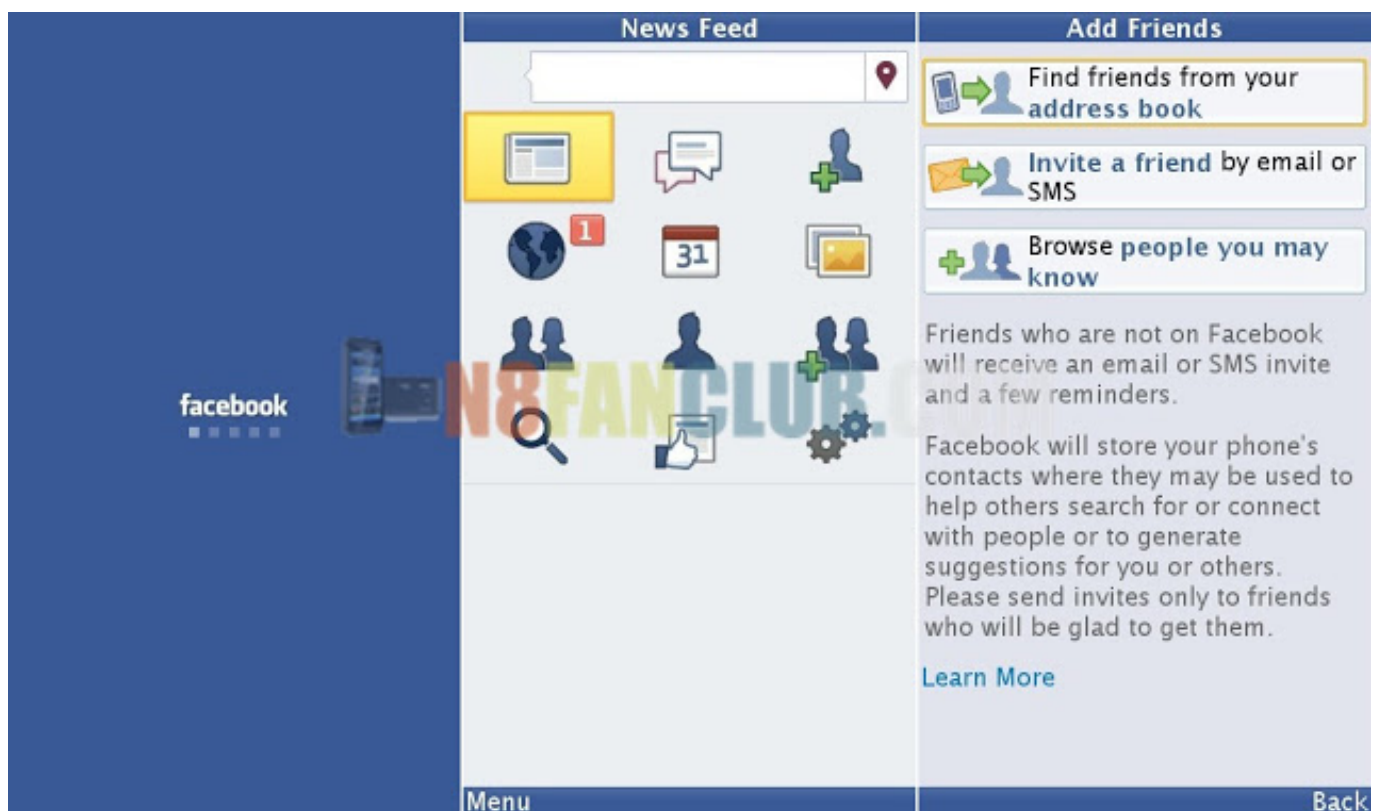 facebook
News Feed
1
31
Menu
Add Friends
Find friends from your
address book
Invite a friend by email or
SMS
Browse people you may
know
Friends who are not on Facebook
will receive an email or SMS invite
and a few reminders.
Facebook will store your phone's
contacts where they may be used to
help others search for or connect
with people or to generate
suggestions for you or others.
Please send invites only to friends
who will be glad to get them.
Learn More
Back
N8FANCLUB.COM